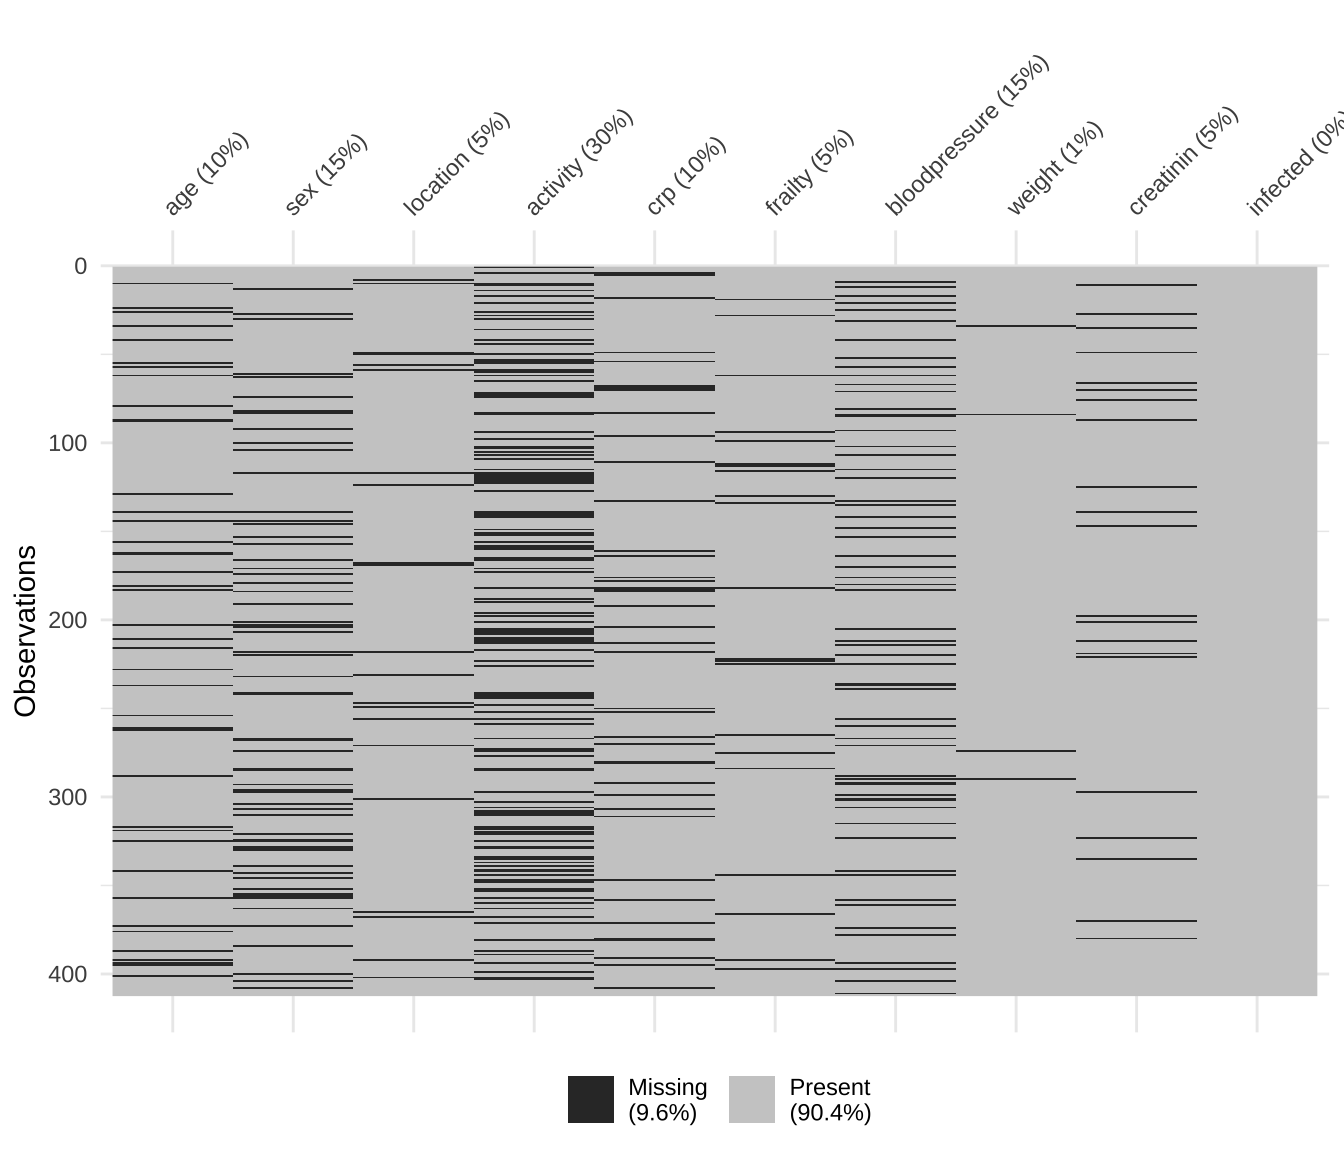 age (10%)
sex (15%)
location (5%)
activity (30%)
crp (10%)
frailty (5%)
bloodpressure (15%)
weight (1%)
creatinin (5%)
infected (0%
0
100
200
300
400
Observations
Missing
(9.6%)
Present
(90.4%)